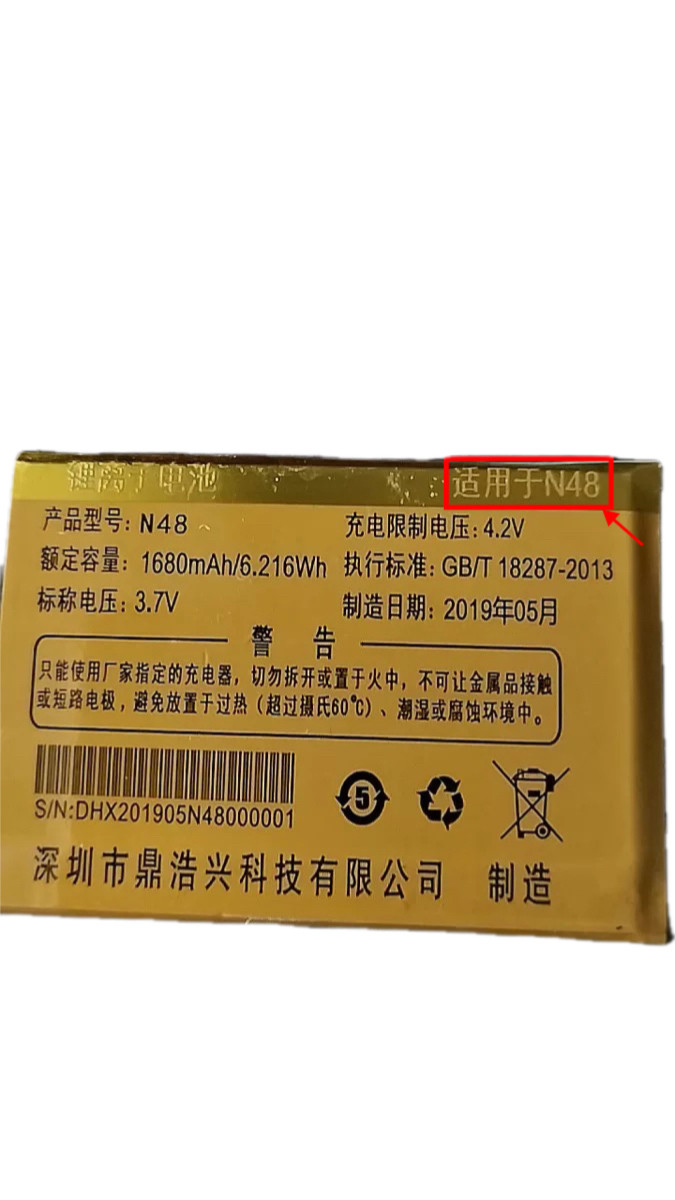 锂离子电池 适用于N48
产品型号: N48 充电限制电压: 4.2V
额定容量: 1680mAh/6.216Wh 执行标准: GB/T 18287-2013
标称电压: 3.7V 制造日期: 2019年05月
警 告
只能使用厂家指定的充电器，切勿拆开或置于火中，不可让金属品接触
或短路电极，避免放置于过热（超过摄氏60℃）、潮湿或腐蚀环境中。
5
S/N:DHX201905N48000001
深圳市鼎浩兴科技有限公司 制造